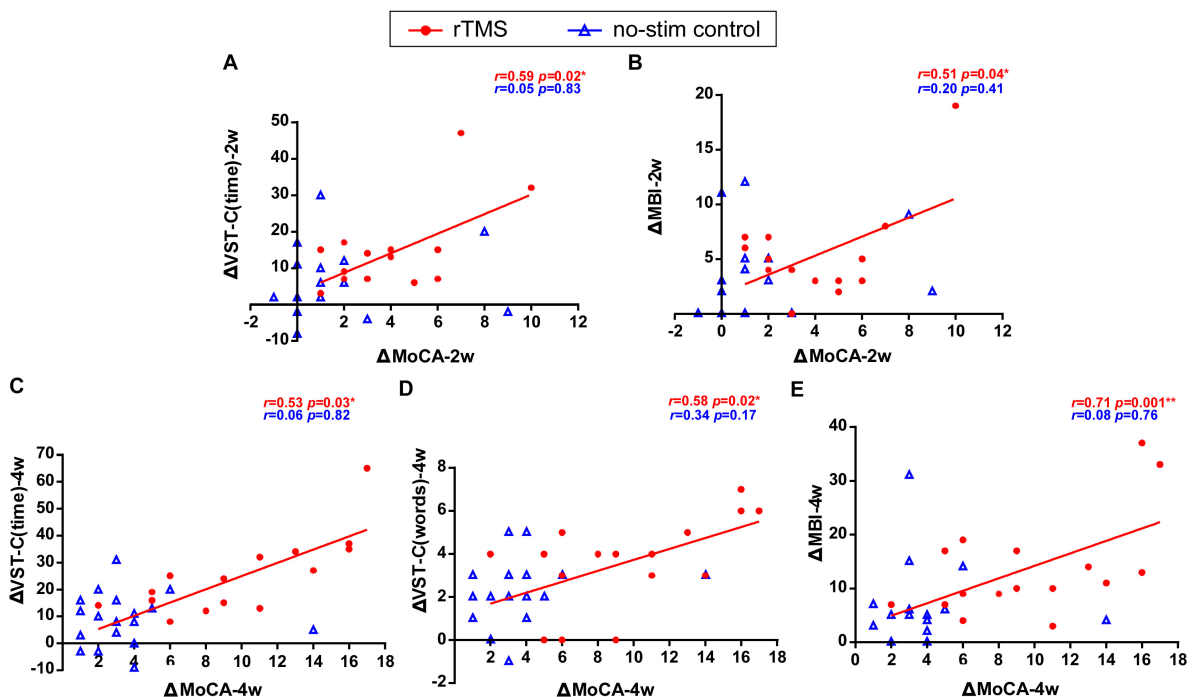 rTMS no-stim control
A
r=0.59 p=0.02*
r=0.05 p=0.83
ΔVST-C(time)-2w
50
40
30
20
10
-10
-2 2 4 6 8 10 12
ΔMoCA-2w
B
r=0.51 p=0.04*
r=0.20 p=0.41
ΔMBI-2w
20
15
10
5
-2 0 2 4 6 8 10 12
ΔMoCA-2w
C
r=0.53 p=0.03*
r=0.06 p=0.82
ΔVST-C(time)-4w
70
60
50
40
30
20
10
0
-10
2 4 6 8 10 12 14 16 18
ΔMoCA-4w
D
r=0.58 p=0.02*
r=0.34 p=0.17
ΔVST-C(words)-4w
8
6
4
2
0
2 4 6 8 10 12 14 16 18
ΔMoCA-4w
E
r=0.71 p=0.001**
r=0.08 p=0.76
ΔMBI-4w
40
30
20
10
0
2 4 6 8 10 12 14 16 18
ΔMoCA-4w